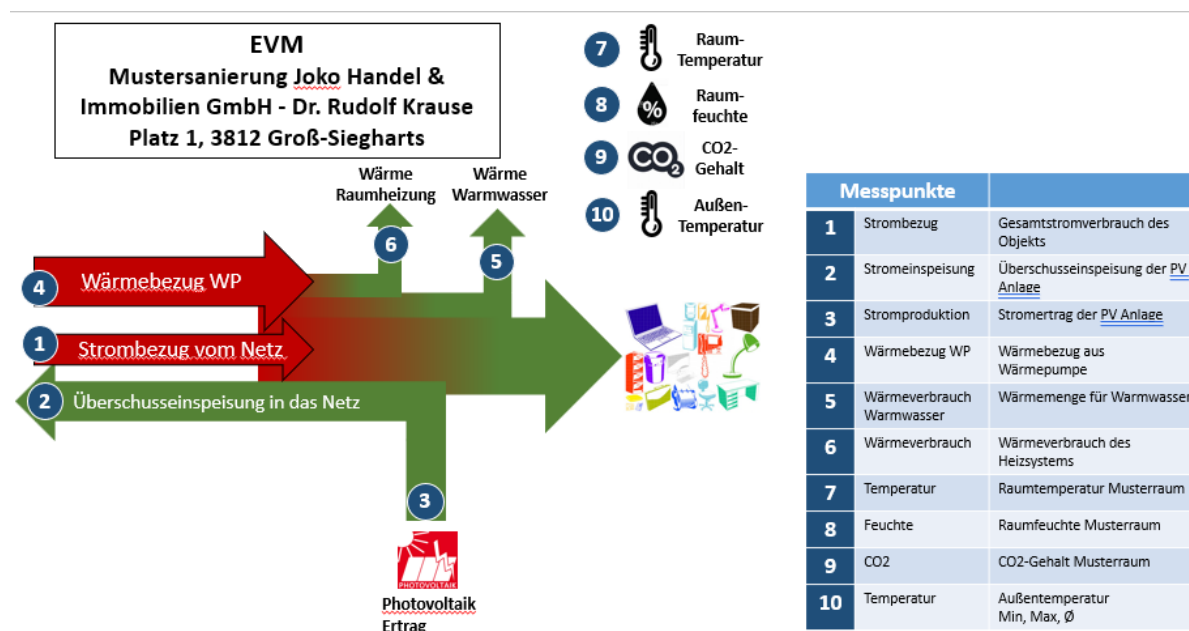 EVM
Mustersanierung Joko Handel &
Immobilien GmbH - Dr. Rudolf Krause
Platz 1, 3812 Groß-Siegharts
7
Raum-
Temperatur
8
%
Raum-
feuchte
9
CO2
CO2-
Gehalt
10
Außen-
Temperatur
Wärme
Raumheizung
Wärme
Warmwasser
6
5
4
Wärmebezug WP
1
Strombezug vom Netz
2
Überschusseinspeisung in das Netz
3
PHOTOVOLTAIK
Photovoltaik
Ertrag
Messpunkte
1 Strombezug Gesamtstromverbrauch des
Objekts
2 Stromeinspeisung Überschusseinspeisung der PV
Anlage
3 Stromproduktion Stromertrag der PV Anlage
4 Wärmebezug WP Wärmebezug aus
Wärmepumpe
5 Wärmeverbrauch Wärmemenge für Warmwasser
Warmwasser
6 Wärmeverbrauch Wärmeverbrauch des
Heizsystems
7 Temperatur Raumtemperatur Musterraum
8 Feuchte Raumfeuchte Musterraum
9 CO2 CO2-Gehalt Musterraum
10 Temperatur Außentemperatur
Min, Max, Ø